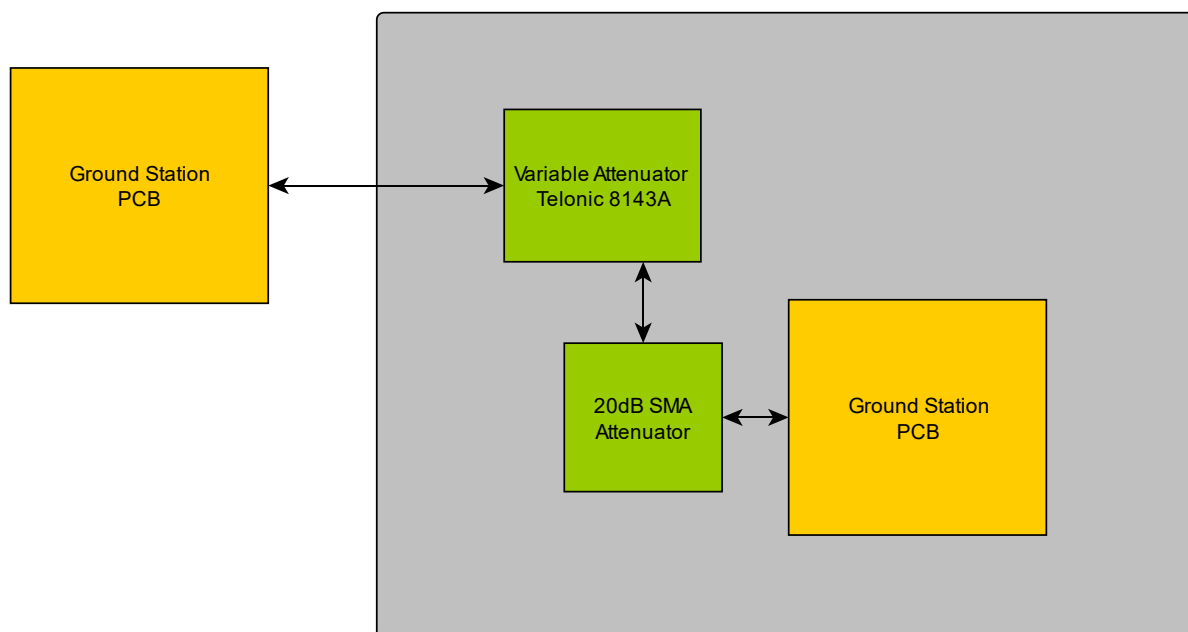 Ground Station
PCB
Variable Attenuator
Telonic 8143A
20dB SMA
Attenuator
Ground Station
PCB